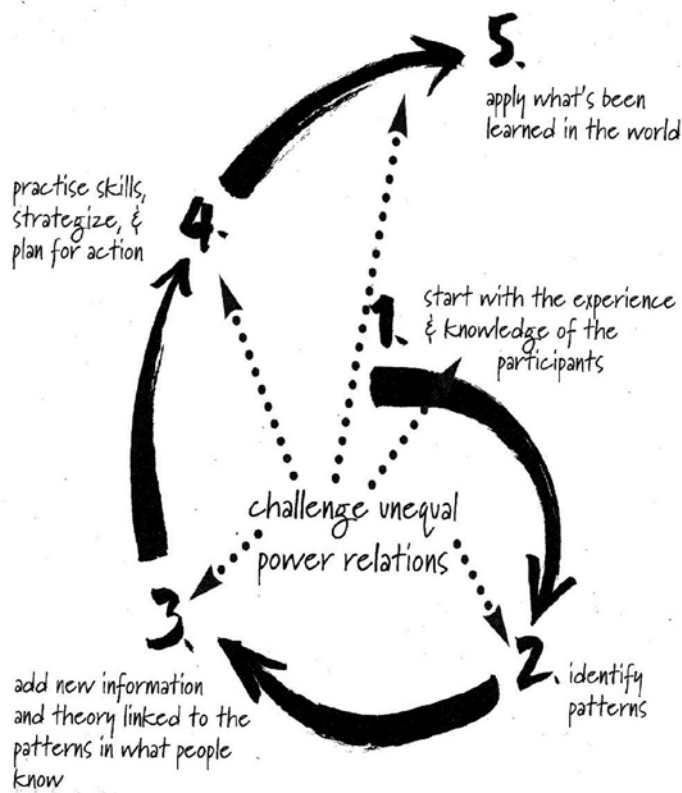 1.
start with the experience
& knowledge of the
participants
2.
identify
patterns
3.
add new information
and theory linked to the
patterns in what people
know
4.
practise skills,
strategize, &
plan for action
5.
apply what's been
learned in the world
challenge unequal
power relations